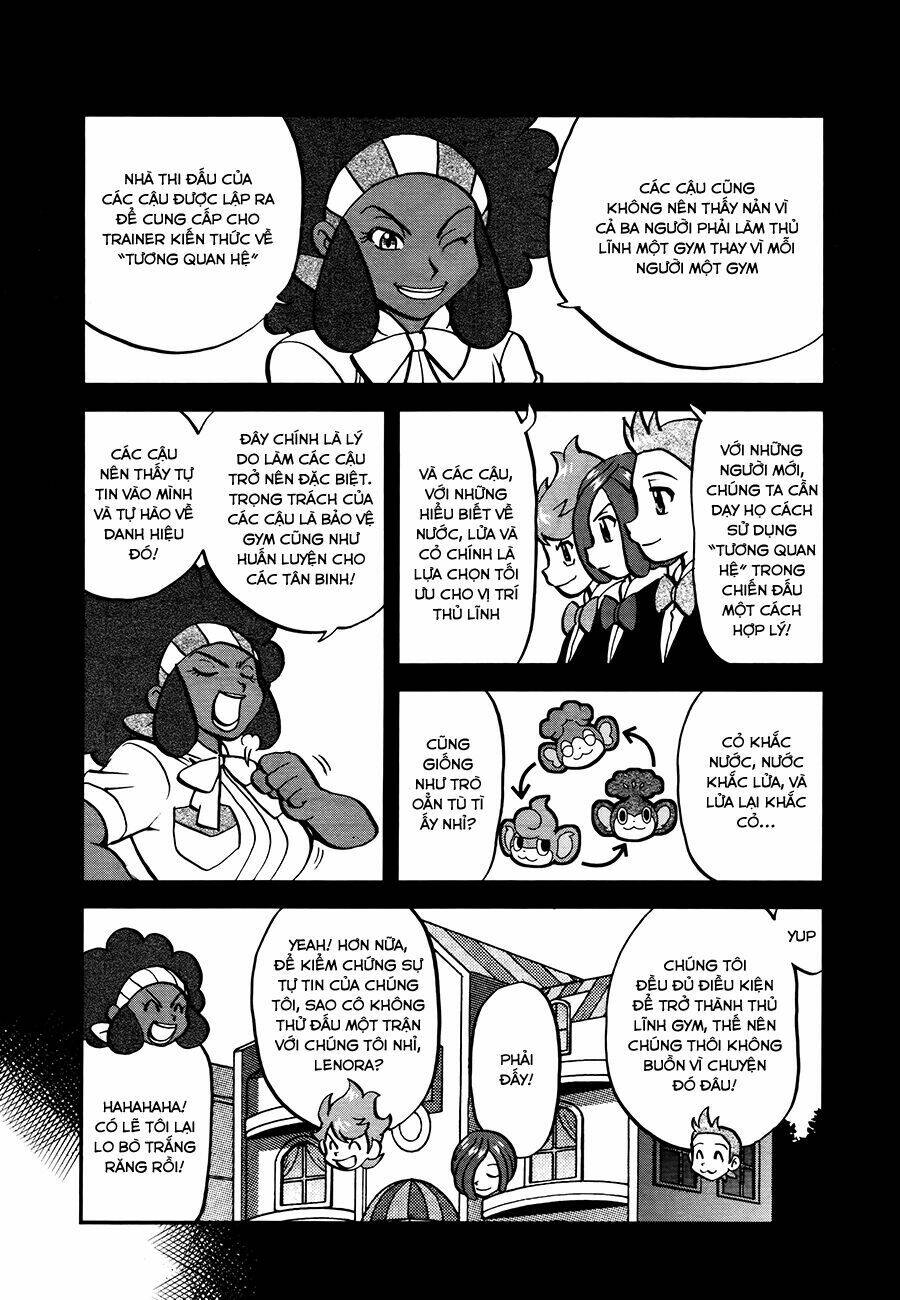 CÁC CẬU CŨNG
KHÔNG NÊN THẤY NẢN VÌ
CẢ BA NGƯỜI PHẢI LÀM THỦ
LĨNH MỘT GYM THAY VÌ MỖI
NGƯỜI MỘT GYM
NHÀ THI ĐẤU CỦA
CÁC CẬU ĐƯỢC LẬP RA
ĐỂ CUNG CẤP CHO
TRAINER KIẾN THỨC VỀ
"TƯƠNG QUAN HỆ"
VỚI NHỮNG
NGƯỜI MỚI,
CHÚNG TA CẦN
DẠY HỌ CÁCH
SỬ DỤNG
"TƯƠNG QUAN
HỆ" TRONG
CHIẾN ĐẤU
MỘT CÁCH
HỢP LÝ!
VÀ CÁC CẬU,
VỚI NHỮNG
HIỂU BIẾT VỀ
NƯỚC, LỬA VÀ
CỎ CHÍNH LÀ
LỰA CHỌN TỐI
ƯU CHO VỊ TRÍ
THỦ LĨNH
CỎ KHẮC
NƯỚC, NƯỚC
KHẮC LỬA, VÀ
LỬA LẠI KHẮC
CỎ...
CŨNG
GIỐNG
NHƯ TRÒ
OẲN TÙ TÌ
ẤY NHỈ?
ĐÂY CHÍNH LÀ LÝ
DO LÀM CÁC CẬU
TRỞ NÊN ĐẶC BIỆT.
TRỌNG TRÁCH CỦA
CÁC CẬU LÀ BẢO VỆ
GYM CŨNG NHƯ
HUẤN LUYỆN CHO
CÁC TÂN BINH!
CÁC CẬU
NÊN THẤY TỰ
TIN VÀO MÌNH
VÀ TỰ HÀO VỀ
DANH HIỆU
ĐÓ!
YUP
CHÚNG TÔI
ĐỀU ĐỦ ĐIỀU KIỆN
ĐỂ TRỞ THÀNH THỦ
LĨNH GYM, THẾ NÊN
CHÚNG THÔI KHÔNG
BUỒN VÌ CHUYỆN
ĐÓ ĐÂU!
PHẢI
ĐẤY!
YEAH! HƠN NỮA,
ĐỂ KIỂM CHỨNG SỰ
TỰ TIN CỦA CHÚNG
TÔI, SAO CÔ KHÔNG
THỬ ĐẤU MỘT TRẬN
VỚI CHÚNG TÔI NHỈ,
LENORA?
HAHAHAHA!
CÓ LẼ TÔI LẠI
LO BÒ TRẮNG
RĂNG RỒI!